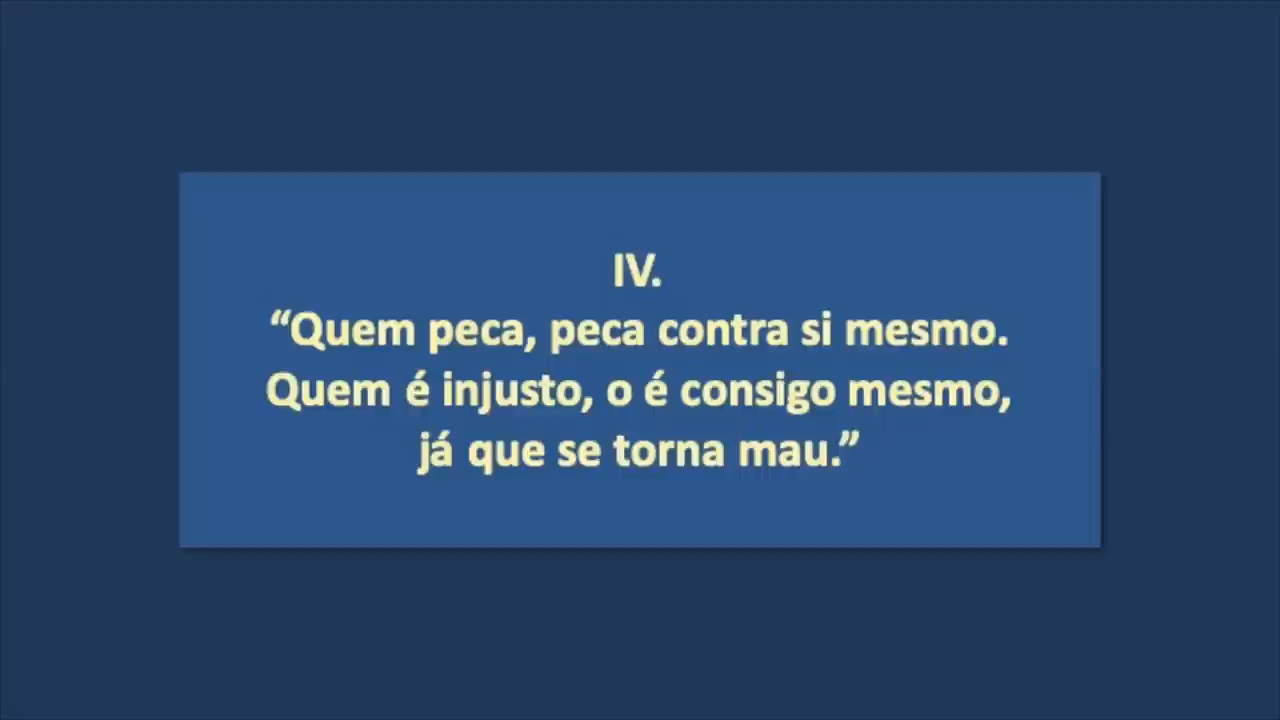 IV.
“Quem peca, peca contra si mesmo.
Quem é injusto, o é consigo mesmo,
já que se torna mau.”